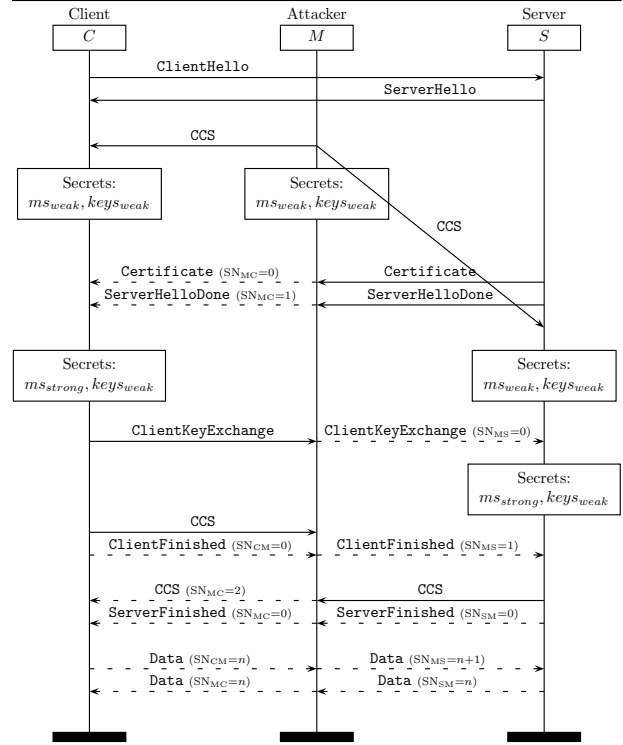 Client Attacker Server
C M S
ClientHello
ServerHello
CCS
Secrets: Secrets:
ms_weak, keys_weak ms_weak, keys_weak
CCS
Certificate (SN_MC=0) Certificate
ServerHelloDone (SN_MC=1) ServerHelloDone
Secrets: Secrets:
ms_strong, keys_weak ms_weak, keys_weak
ClientKeyExchange ClientKeyExchange (SN_MS=0)
Secrets:
ms_strong, keys_weak
CCS
ClientFinished (SN_CM=0) ClientFinished (SN_MS=1)
CCS (SN_MC=2) CCS
ServerFinished (SN_MC=0) ServerFinished (SN_SM=0)
Data (SN_CM=n) Data (SN_MS=n+1)
Data (SN_MC=n) Data (SN_SM=n)